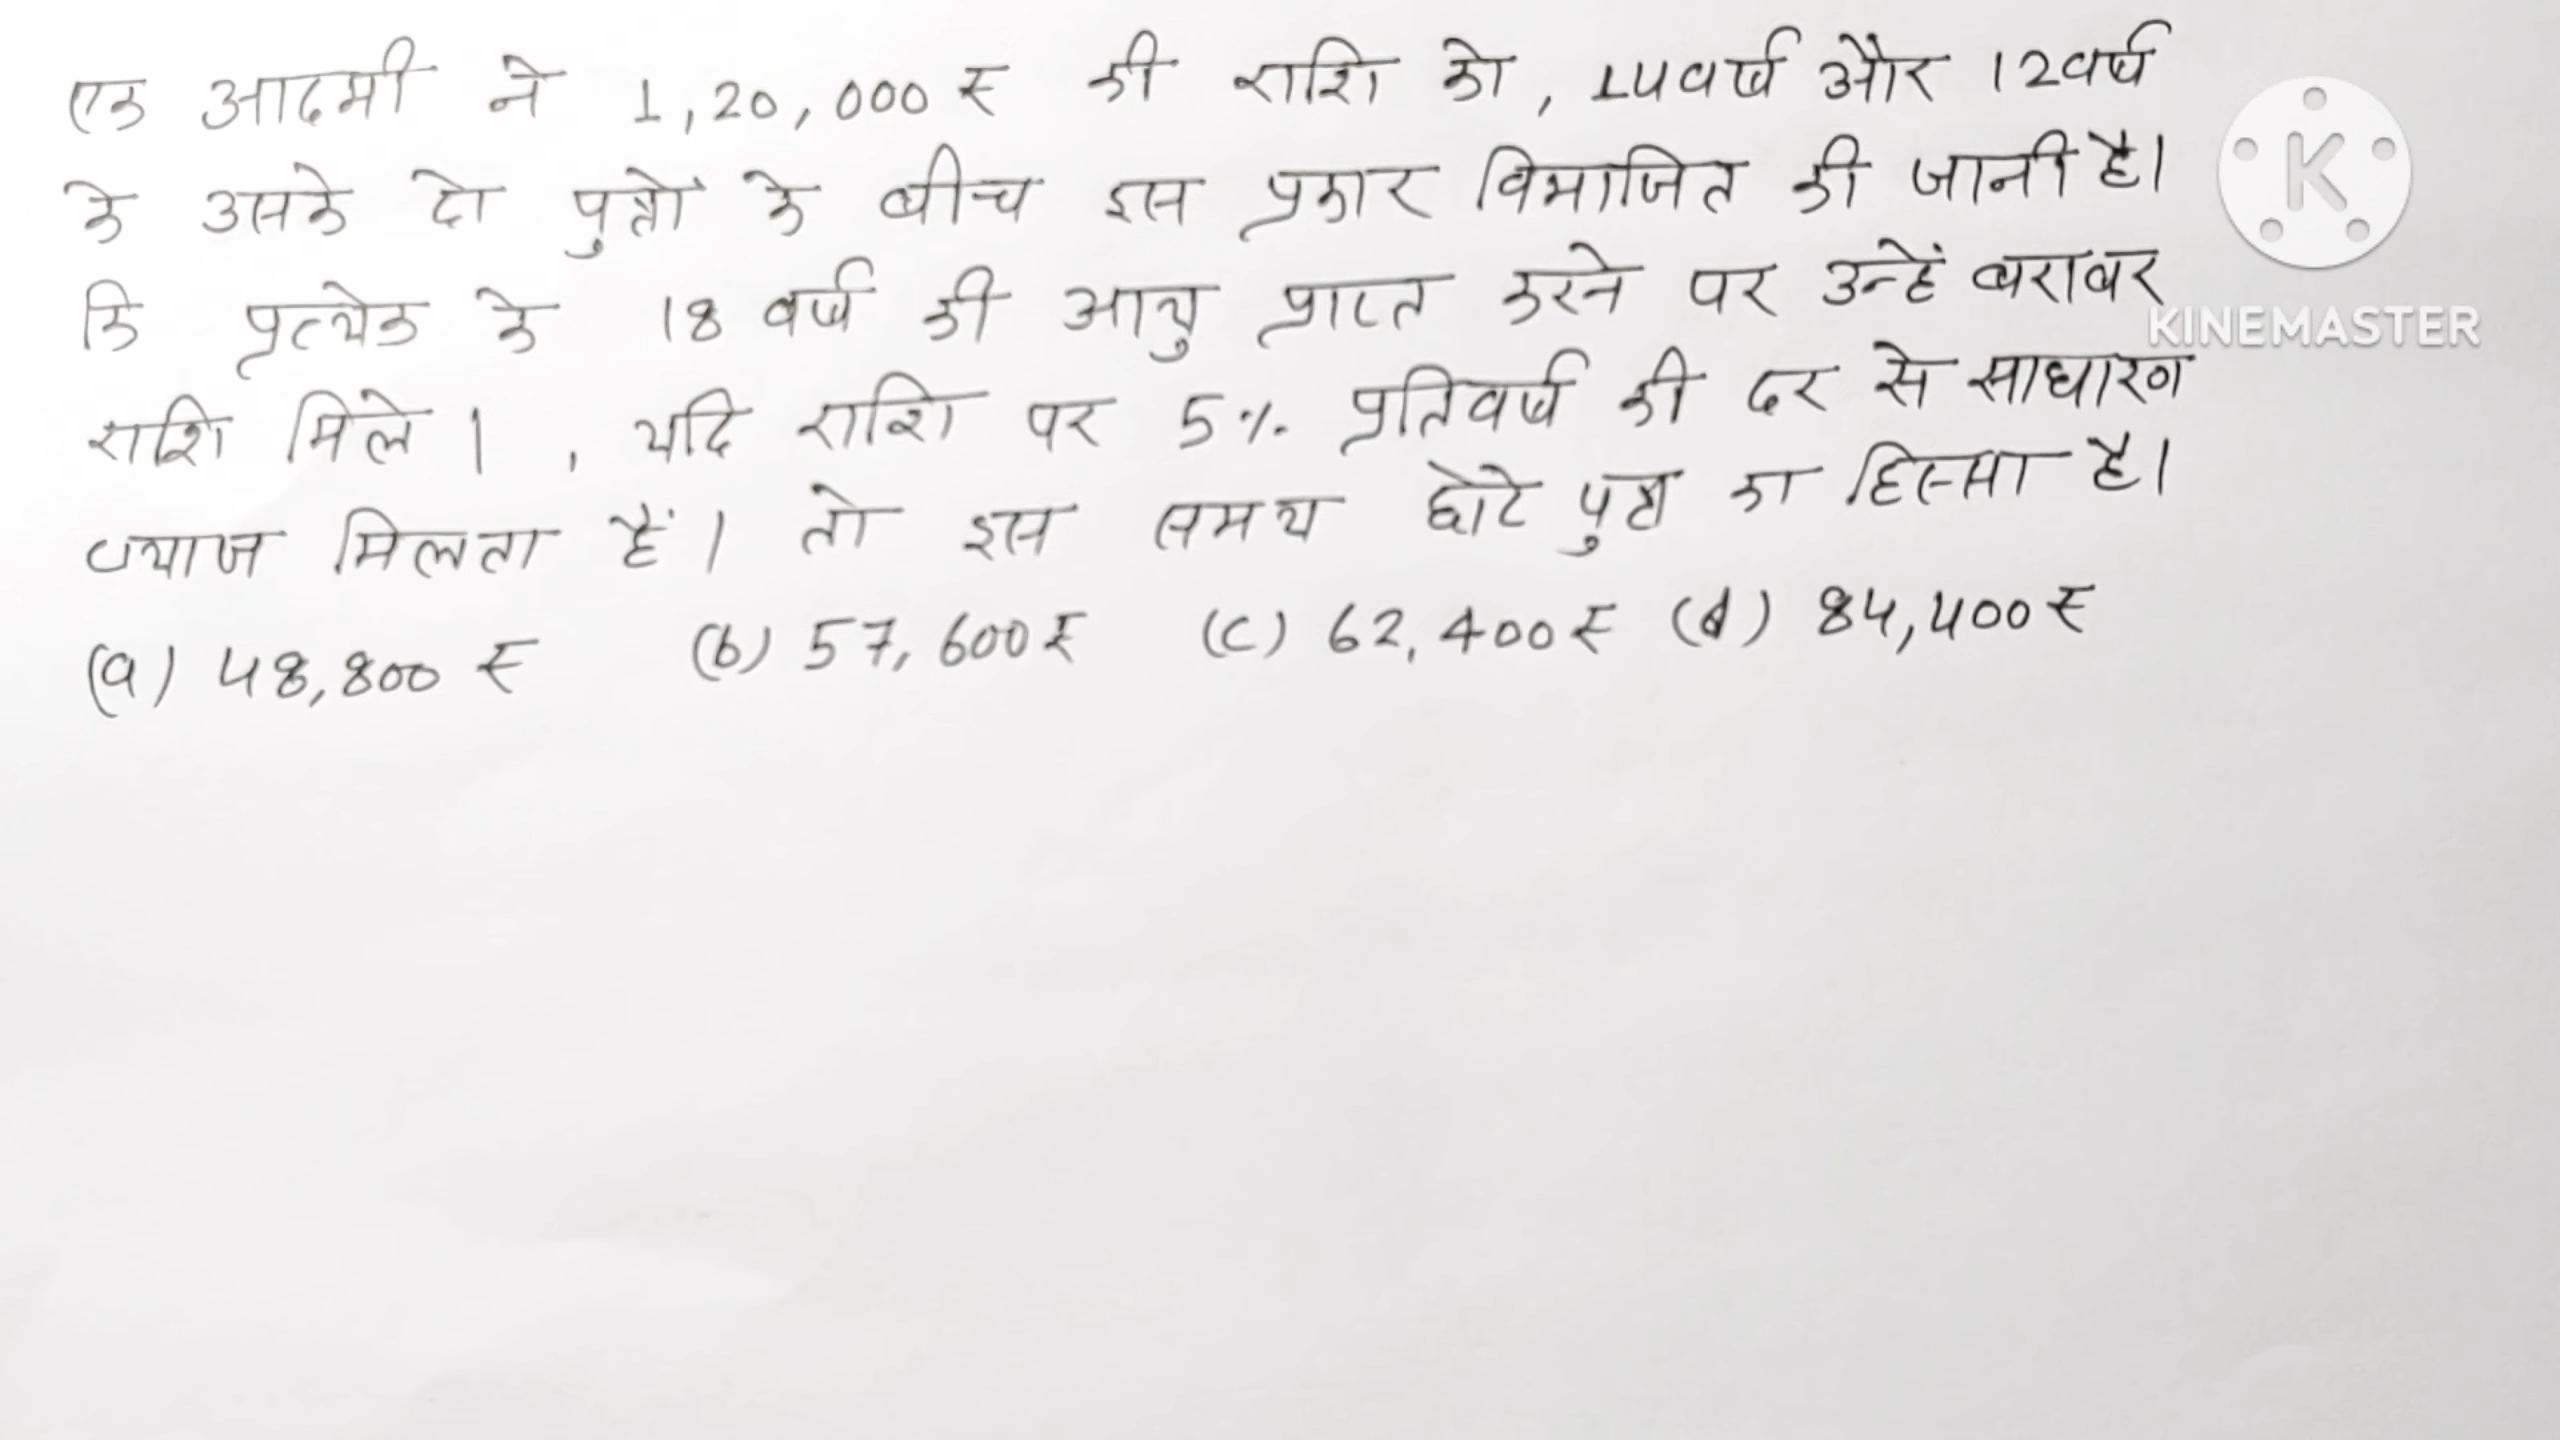 एक आदमी ने 1,20,000 ₹ की राशि को, 14वर्ष और 12वर्ष
के उसके दो पुत्रों के बीच इस प्रकार विभाजित की जानी है।
कि प्रत्येक के 18 वर्ष की आयु प्राप्त करने पर उन्हें बराबर
राशि मिले।, यदि राशि पर 5% प्रतिवर्ष की दर से साधारण
ब्याज मिलता हैं। तो इस समय छोटे पुत्र का हिस्सा है।
(a) 48,800 ₹ (b) 57,600₹ (c) 62,400₹ (d) 84,400₹
K
KINEMASTER